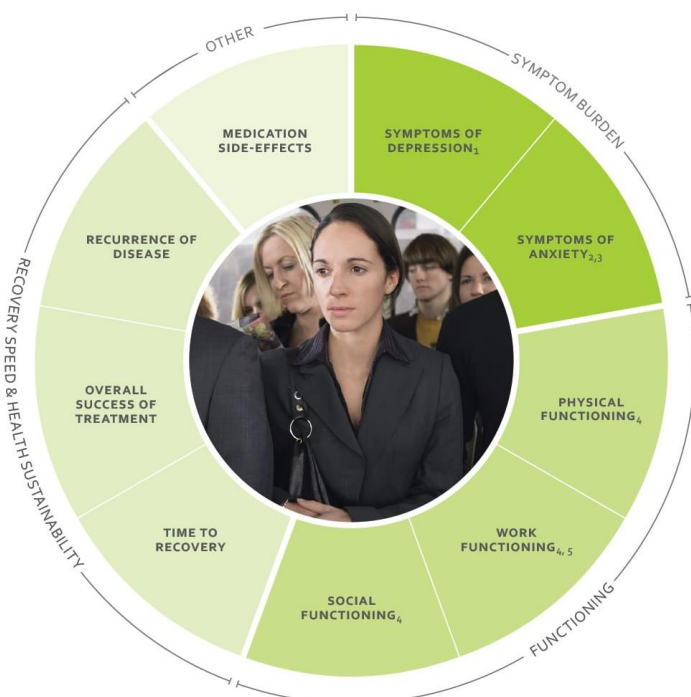 OTHER
SYMPTOM BURDEN
MEDICATION
SIDE-EFFECTS
SYMPTOMS OF
DEPRESSION₁
SYMPTOMS OF
ANXIETY₂,₃
RECURRENCE OF
DISEASE
PHYSICAL
FUNCTIONING₄
OVERALL
SUCCESS OF
TREATMENT
WORK
FUNCTIONING₄, ₅
TIME TO
RECOVERY
SOCIAL
FUNCTIONING₄
RECOVERY SPEED & HEALTH SUSTAINABILITY
FUNCTIONING